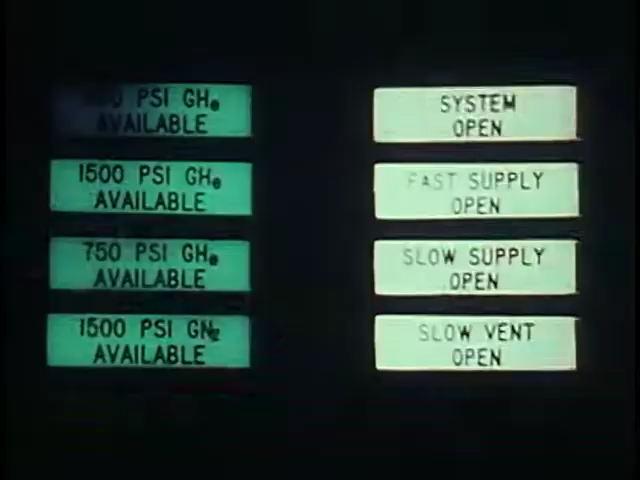 PSI GHe
AVAILABLE
1500 PSI GHe
AVAILABLE
750 PSI GHe
AVAILABLE
1500 PSI GN2
AVAILABLE
SYSTEM
OPEN
FAST SUPPLY
OPEN
SLOW SUPPLY
OPEN
SLOW VENT
OPEN